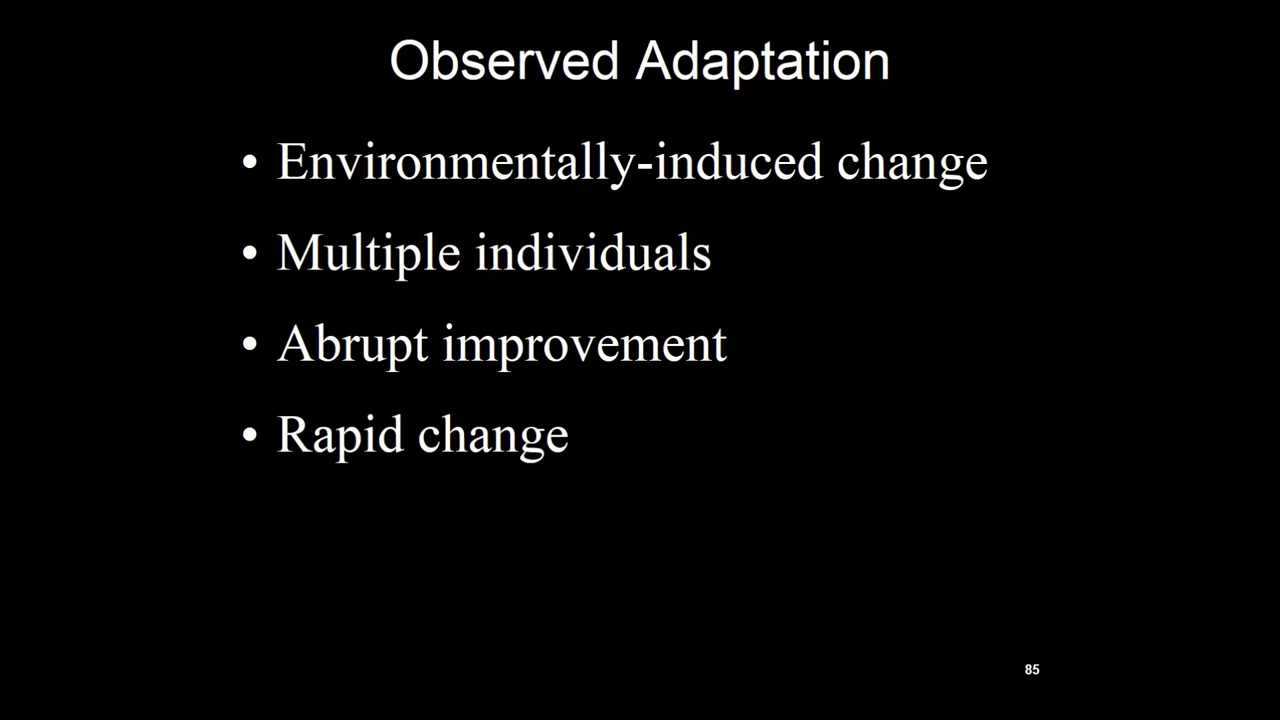 Observed Adaptation
• Environmentally-induced change
• Multiple individuals
• Abrupt improvement
• Rapid change
85